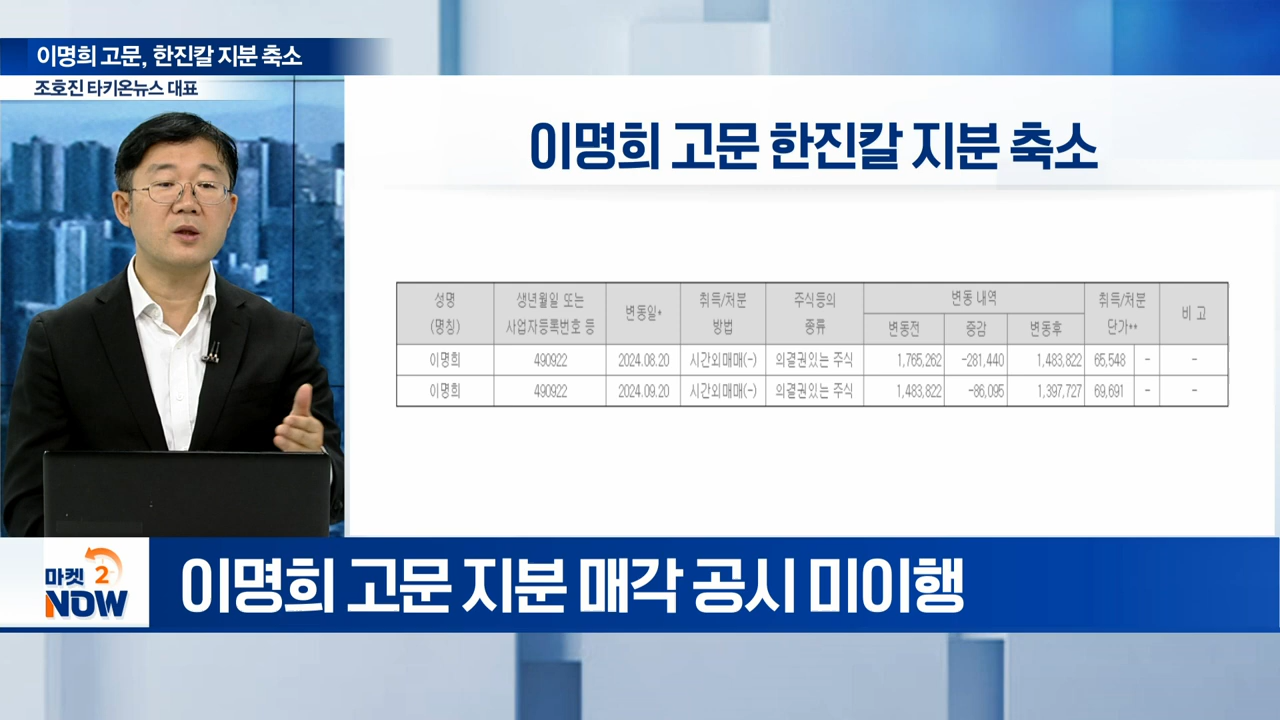 이명희 고문, 한진칼 지분 축소
조호진 타키온뉴스 대표
이명희 고문 한진칼 지분 축소
성명 (명칭) 생년월일 또는 사업자등록번호 등 변동일* 취득/처분 방법 주식등의 종류 변동 내역 취득/처분 단가** 비 고
변동전 증감 변동후
이명희 490922 2024.08.20 시간외매매(-) 의결권있는 주식 1,765,262 -281,440 1,483,822 65,548 - -
이명희 490922 2024.09.20 시간외매매(-) 의결권있는 주식 1,483,822 -86,095 1,397,727 69,691 - -
마켓 2
NOW
이명희 고문 지분 매각 공시 미이행